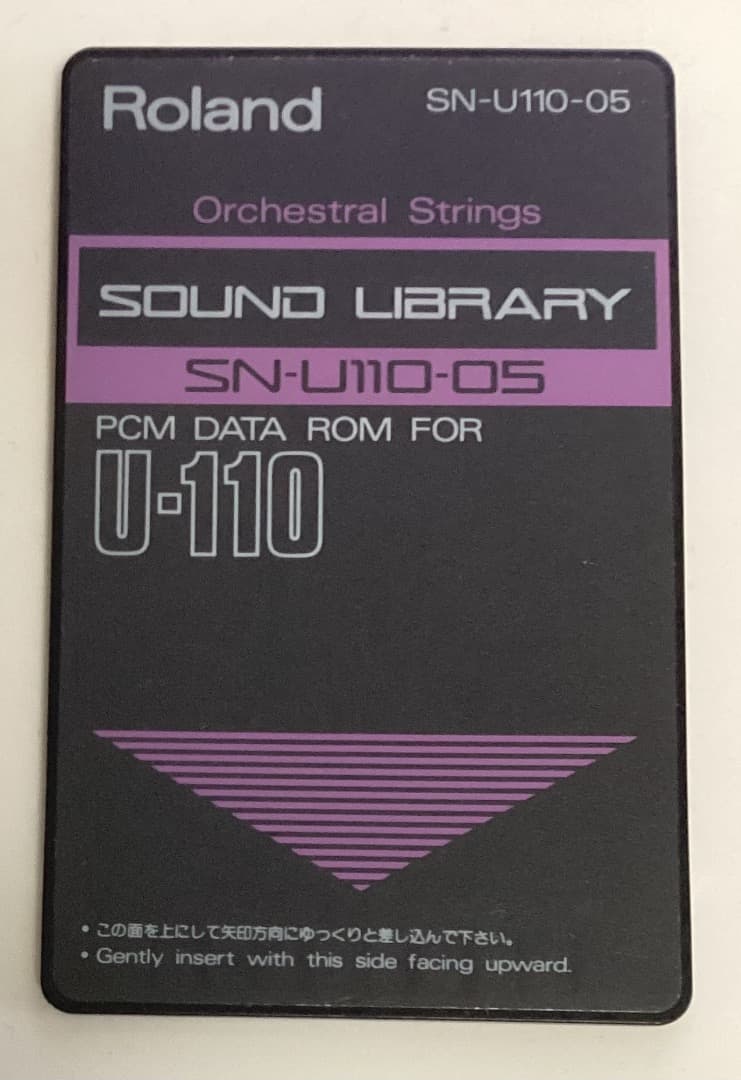 Roland
SN-U110-05
Orchestral Strings
SOUND LIBRARY
SN-U110-05
PCM DATA ROM FOR
U-110
• この面を上にして矢印方向にゆっくりと差し込んで下さい。
• Gently insert with this side facing upward.